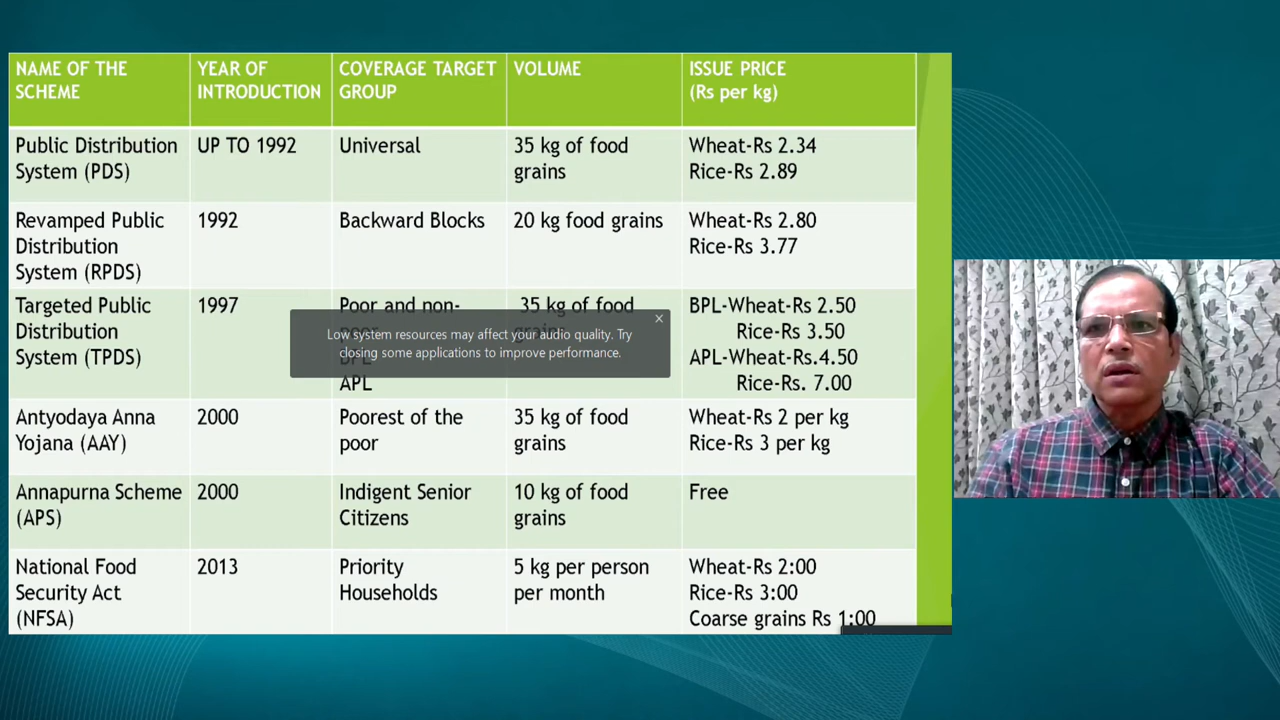 NAME OF THE
SCHEME
YEAR OF
INTRODUCTION
COVERAGE TARGET
GROUP
VOLUME
ISSUE PRICE
(Rs per kg)
Public Distribution
System (PDS)
UP TO 1992
Universal
35 kg of food
grains
Wheat-Rs 2.34
Rice-Rs 2.89
Revamped Public
Distribution
System (RPDS)
1992
Backward Blocks
20 kg food grains
Wheat-Rs 2.80
Rice-Rs 3.77
Targeted Public
Distribution
System (TPDS)
1997
Poor and non-
poor
BPL
APL
35 kg of food
grains
BPL-Wheat-Rs 2.50
Rice-Rs 3.50
APL-Wheat-Rs.4.50
Rice-Rs. 7.00
Low system resources may affect your audio quality. Try
closing some applications to improve performance.
Antyodaya Anna
Yojana (AAY)
2000
Poorest of the
poor
35 kg of food
grains
Wheat-Rs 2 per kg
Rice-Rs 3 per kg
Annapurna Scheme
(APS)
2000
Indigent Senior
Citizens
10 kg of food
grains
Free
National Food
Security Act
(NFSA)
2013
Priority
Households
5 kg per person
per month
Wheat-Rs 2:00
Rice-Rs 3:00
Coarse grains Rs 1:00